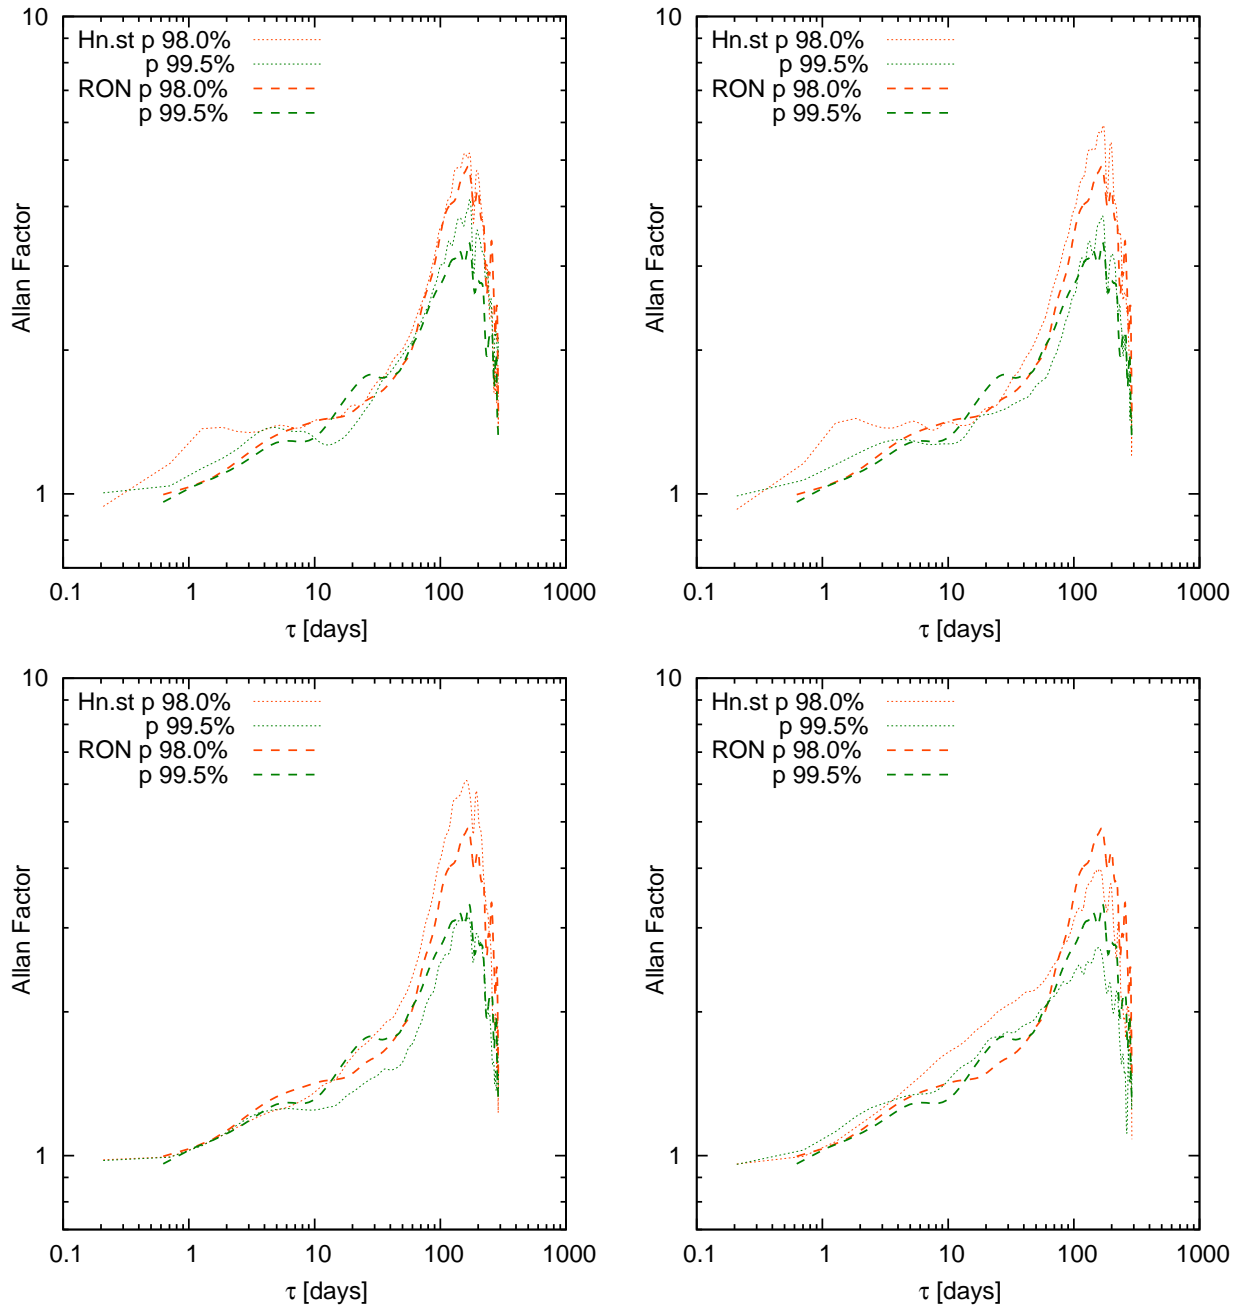 10
Hn.st p 98.0%
p 99.5%
RON p 98.0%
p 99.5%
Allan Factor
1
0.1 1 10 100 1000
τ [days]
10
Hn.st p 98.0%
p 99.5%
RON p 98.0%
p 99.5%
Allan Factor
1
0.1 1 10 100 1000
τ [days]
10
Hn.st p 98.0%
p 99.5%
RON p 98.0%
p 99.5%
Allan Factor
1
0.1 1 10 100 1000
τ [days]
10
Hn.st p 98.0%
p 99.5%
RON p 98.0%
p 99.5%
Allan Factor
1
0.1 1 10 100 1000
τ [days]